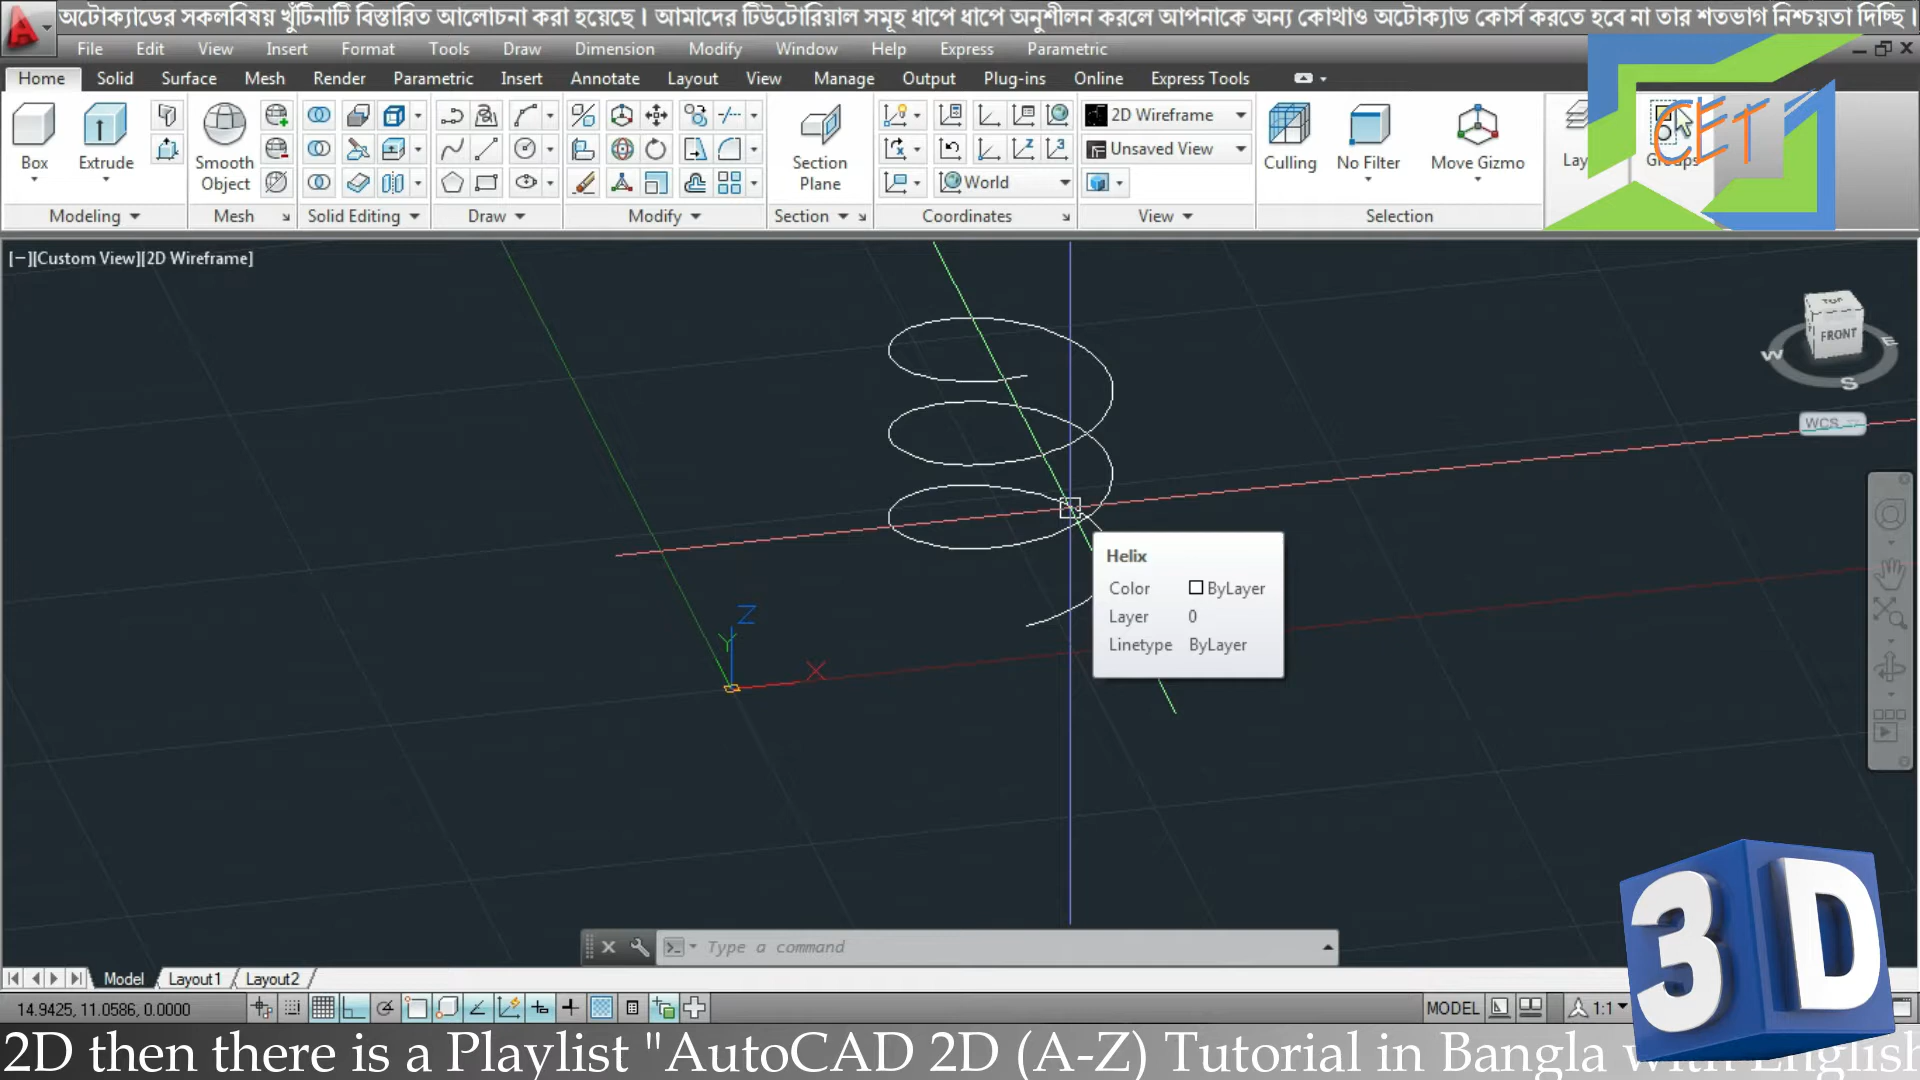 অটোক্যাডের সকলবিষয় খুঁটিনাটি বিস্তারিত আলোচনা করা হয়েছে। আমাদের টিউটোরিয়াল সমূহ ধাপে ধাপে অনুশীলন করলে আপনাকে অন্য কোথাও অটোক্যাড কোর্স করতে হবে না তার শতভাগ নিশ্চয়তা দিচ্ছি।
File Edit View Insert Format Tools Draw Dimension Modify Window Help Express Parametric
Home Solid Surface Mesh Render Parametric Insert Annotate Layout View Manage Output Plug-ins Online Express Tools
CET
2D Wireframe
Unsaved View
World
Box Extrude Smooth Object Section Plane Culling No Filter Move Gizmo Groups
Modeling Mesh Solid Editing Draw Modify Section Coordinates View Selection
[−][Custom View][2D Wireframe]
TOP
FRONT
W E
S
WCS
Helix
Color ByLayer
Layer 0
Linetype ByLayer
Z
Y
X
Type a command
Model Layout1 Layout2
14.9425, 11.0586, 0.0000 MODEL 1:1
3D
2D then there is a Playlist "AutoCAD 2D (A-Z) Tutorial in Bangla with English